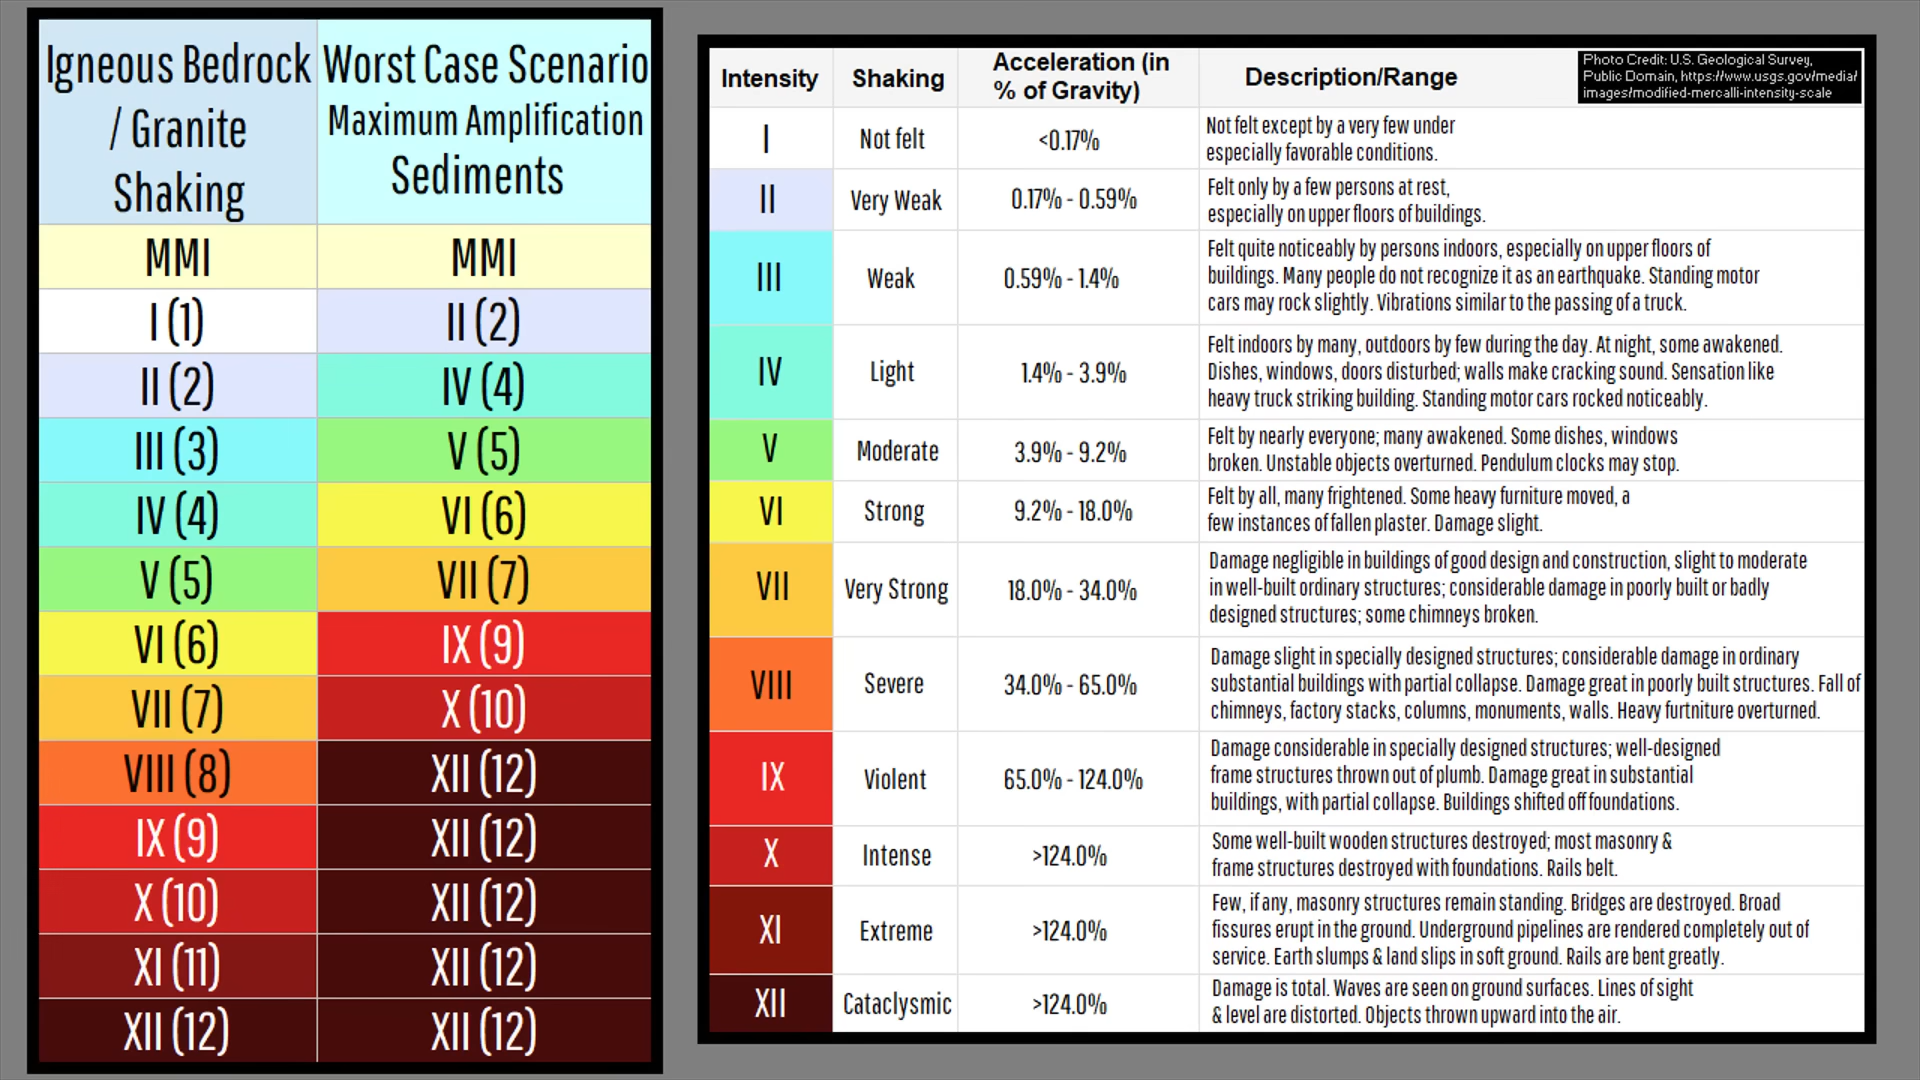 Igneous Bedrock
/ Granite
Shaking
Worst Case Scenario
Maximum Amplification
Sediments
MMI MMI
I (1) II (2)
II (2) IV (4)
III (3) V (5)
IV (4) VI (6)
V (5) VII (7)
VI (6) IX (9)
VII (7) X (10)
VIII (8) XII (12)
IX (9) XII (12)
X (10) XII (12)
XI (11) XII (12)
XII (12) XII (12)
Intensity
Shaking
Acceleration (in
% of Gravity)
Description/Range
Photo Credit: U.S. Geological Survey,
Public Domain, https://www.usgs.gov/media/
images/modified-mercalli-intensity-scale
I
Not felt
<0.17%
Not felt except by a very few under
especially favorable conditions.
II
Very Weak
0.17% - 0.59%
Felt only by a few persons at rest,
especially on upper floors of buildings.
III
Weak
0.59% - 1.4%
Felt quite noticeably by persons indoors, especially on upper floors of
buildings. Many people do not recognize it as an earthquake. Standing motor
cars may rock slightly. Vibrations similar to the passing of a truck.
IV
Light
1.4% - 3.9%
Felt indoors by many, outdoors by few during the day. At night, some awakened.
Dishes, windows, doors disturbed; walls make cracking sound. Sensation like
heavy truck striking building. Standing motor cars rocked noticeably.
V
Moderate
3.9% - 9.2%
Felt by nearly everyone; many awakened. Some dishes, windows
broken. Unstable objects overturned. Pendulum clocks may stop.
VI
Strong
9.2% - 18.0%
Felt by all, many frightened. Some heavy furniture moved, a
few instances of fallen plaster. Damage slight.
VII
Very Strong
18.0% - 34.0%
Damage negligible in buildings of good design and construction, slight to moderate
in well-built ordinary structures; considerable damage in poorly built or badly
designed structures; some chimneys broken.
VIII
Severe
34.0% - 65.0%
Damage slight in specially designed structures; considerable damage in ordinary
substantial buildings with partial collapse. Damage great in poorly built structures. Fall of
chimneys, factory stacks, columns, monuments, walls. Heavy furtniture overturned.
IX
Violent
65.0% - 124.0%
Damage considerable in specially designed structures; well-designed
frame structures thrown out of plumb. Damage great in substantial
buildings, with partial collapse. Buildings shifted off foundations.
X
Intense
>124.0%
Some well-built wooden structures destroyed; most masonry &
frame structures destroyed with foundations. Rails belt.
XI
Extreme
>124.0%
Few, if any, masonry structures remain standing. Bridges are destroyed. Broad
fissures erupt in the ground. Underground pipelines are rendered completely out of
service. Earth slumps & land slips in soft ground. Rails are bent greatly.
XII
Cataclysmic
>124.0%
Damage is total. Waves are seen on ground surfaces. Lines of sight
& level are distorted. Objects thrown upward into the air.